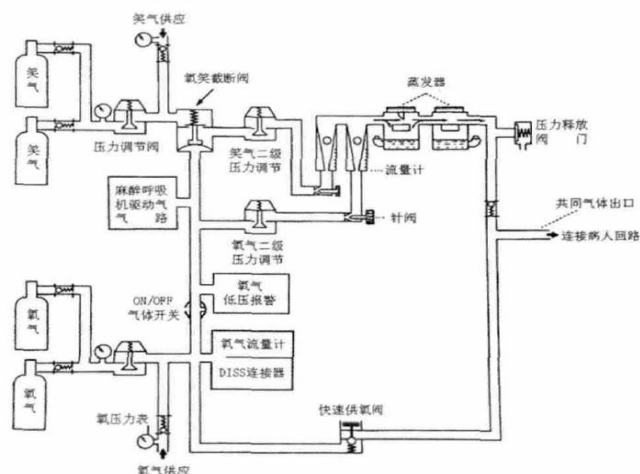 笑气供应
笑
气
笑
气
氧笑截断阀
蒸发器
压力调节阀
笑气二级
压力调节
压力释放
阀 门
流量计
麻醉呼吸
机驱动气
气 路
针阀
共同气体出口
连接病人回路
氧气二级
压力调节
ON/OFF
气体开关
氧气
低压报警
氧
气
氧
气
氧气流量计
DISS连接器
快速供氧阀
氧压力表
氧气供应